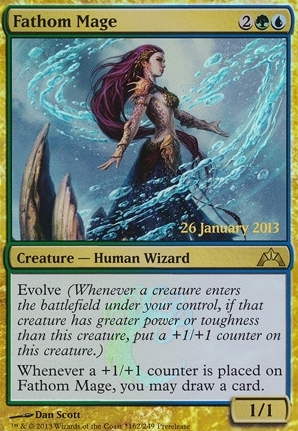 Fathom Mage 2
26 January 2013
Creature — Human Wizard
Evolve (Whenever a creature enters
the battlefield under your control, if that
creature has greater power or toughness
than this creature, put a +1/+1 counter on
this creature.)
Whenever a +1/+1 counter is placed on
Fathom Mage, you may draw a card.
Dan Scott
1/1
™ & © 2013 Wizards of the Coast 162/249 Prerelease